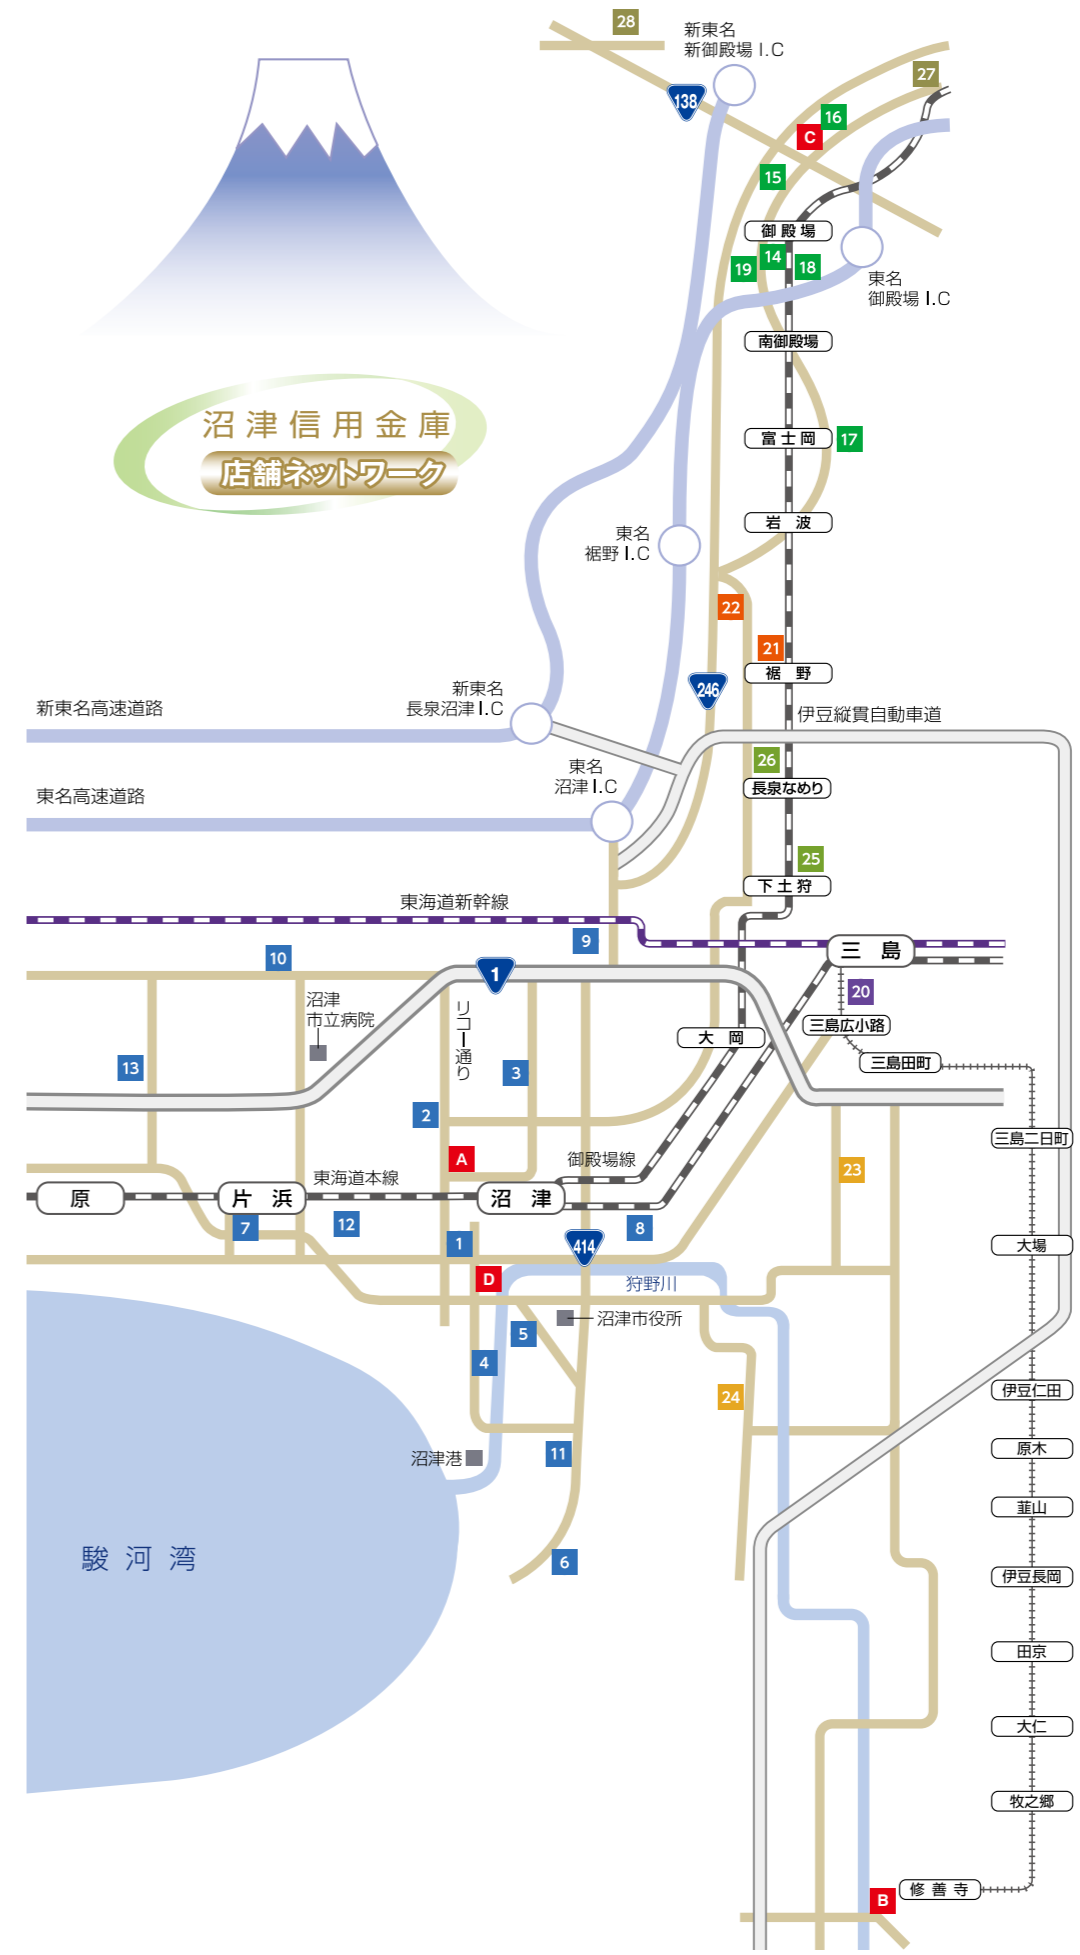 28
新東名
新御殿場 I.C
138
27
16
C
15
御殿場
19
14
18
東名
御殿場 I.C
南御殿場
沼津信用金庫
店舗ネットワーク
富士岡
17
岩波
東名
裾野 I.C
22
21
裾野
246
新東名
長泉沼津 I.C
新東名高速道路
伊豆縦貫自動車道
東名
沼津 I.C
26
長泉なめり
東名高速道路
25
下土狩
東海道新幹線
9
三島
10
1
沼津
市立病院
リコー通り
20
三島広小路
大岡
三島田町
13
3
2
三島二日町
A
御殿場線
23
原
片浜
東海道本線
沼津
7
12
1
414
8
大場
D
狩野川
沼津市役所
5
4
24
伊豆仁田
沼津港
11
原木
韮山
駿河湾
6
伊豆長岡
田京
大仁
牧之郷
B
修善寺